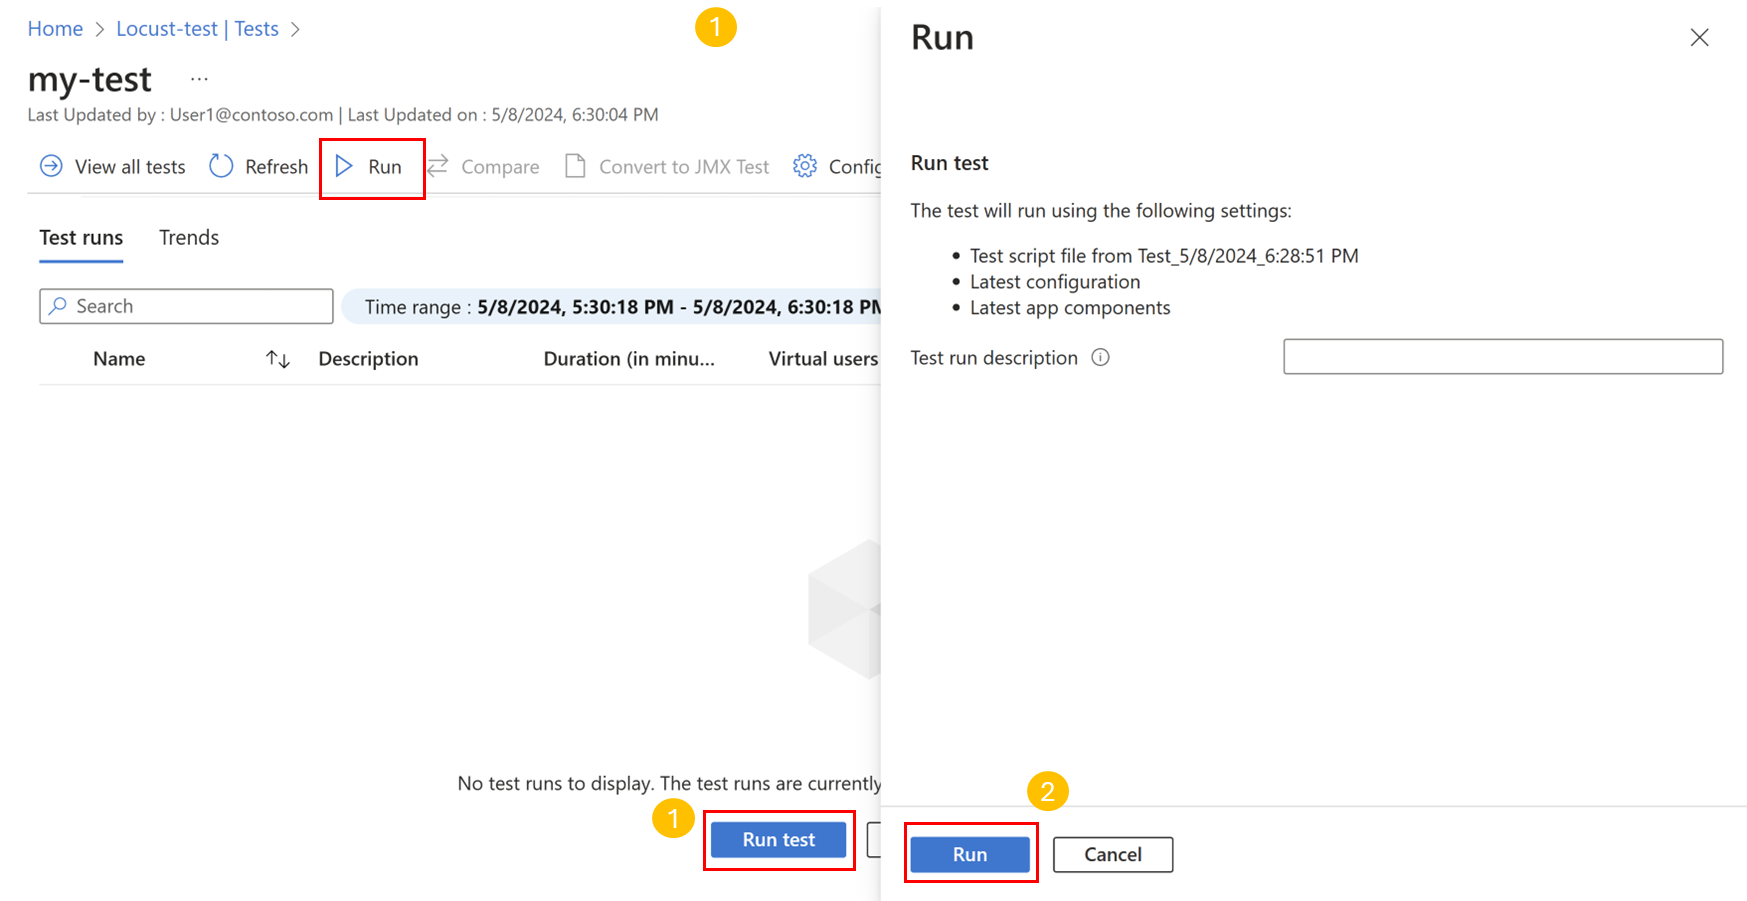 Home > Locust-test | Tests >
1
my-test ...
Last Updated by : User1@contoso.com | Last Updated on : 5/8/2024, 6:30:04 PM
View all tests Refresh Run Compare Convert to JMX Test Config
Test runs Trends
Search
Time range : 5/8/2024, 5:30:18 PM - 5/8/2024, 6:30:18 PM
Name Description Duration (in minu... Virtual users
No test runs to display. The test runs are currently
1
Run test
Run
Run test
The test will run using the following settings:
• Test script file from Test_5/8/2024_6:28:51 PM
• Latest configuration
• Latest app components
Test run description
2
Run Cancel